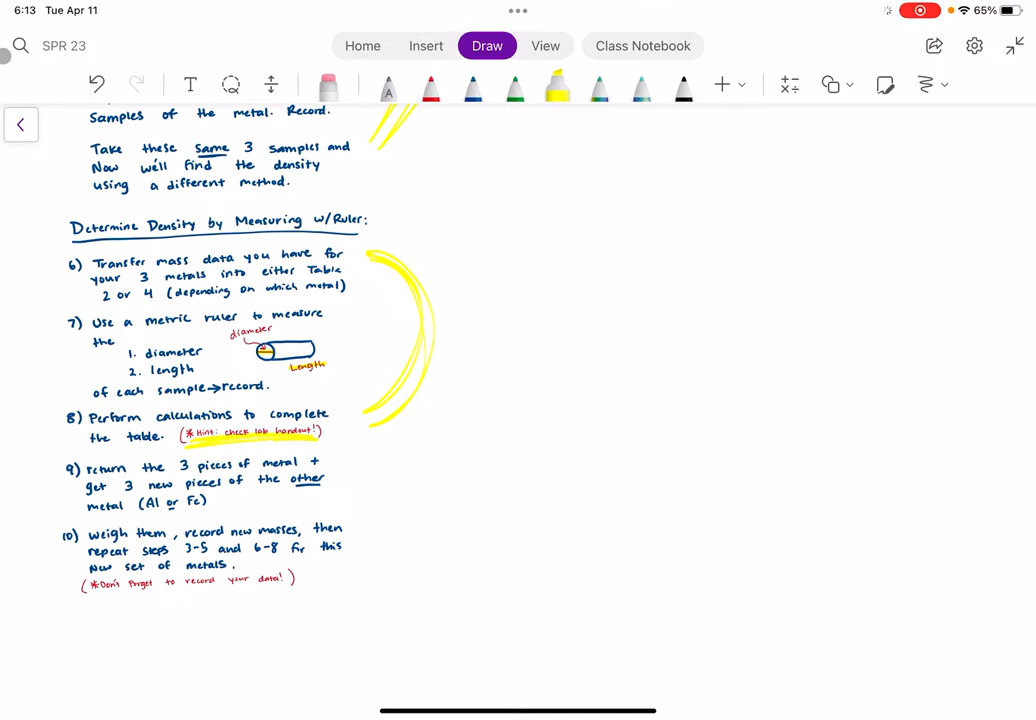 6:13 Tue Apr 11
65%
SPR 23
Home Insert Draw View Class Notebook
T
A
Samples of the metal. Record.
Take these same 3 samples and
Now we'll find the density
using a different method.
Determine Density by Measuring w/Ruler:
6) Transfer mass data you have for
your 3 metals into either Table
2 or 4 (depending on which metal)
7) Use a metric ruler to measure
the
diameter
1. diameter
2. length
Length
of each sample→record.
8) Perform calculations to complete
the table. (*Hint: check lab handout!)
9) return the 3 pieces of metal +
get 3 new pieces of the other
metal (Al or Fe)
10) weigh them, record new masses, then
repeat steps 3-5 and 6-8 for this
new set of metals.
(*Don't forget to record your data!)